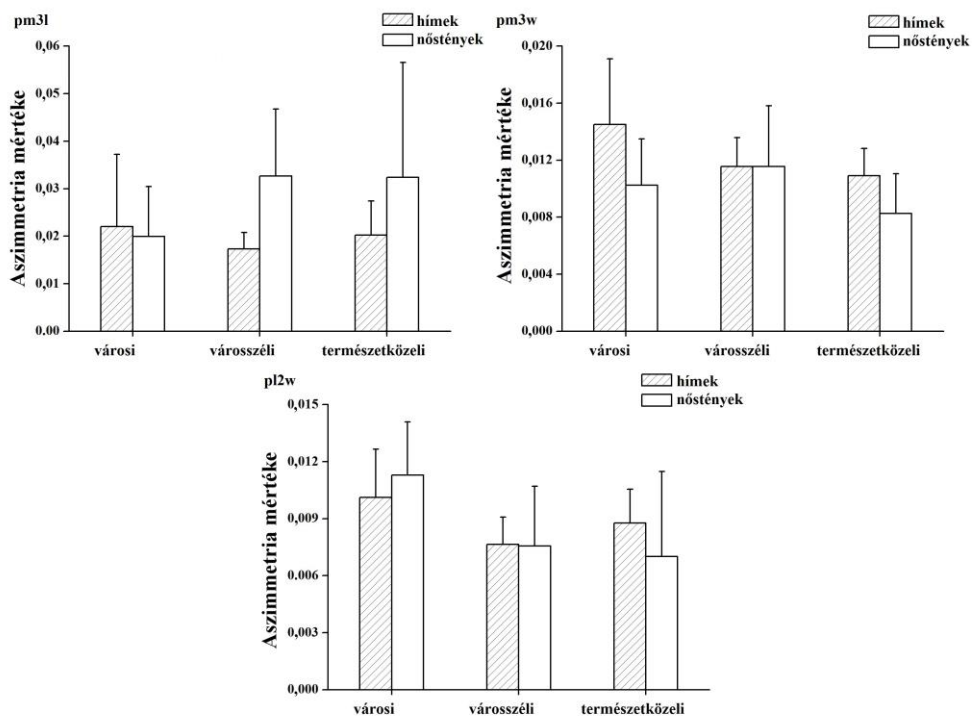 pm3l
hímek
nőstények
Aszimmetria mértéke
0,06
0,05
0,04
0,03
0,02
0,01
0,00
városi
városszéli
természetközeli
pm3w
hímek
nőstények
Aszimmetria mértéke
0,020
0,016
0,012
0,008
0,004
0,000
városi
városszéli
természetközeli
pl2w
hímek
nőstények
Aszimmetria mértéke
0,015
0,012
0,009
0,006
0,003
0,000
városi
városszéli
természetközeli